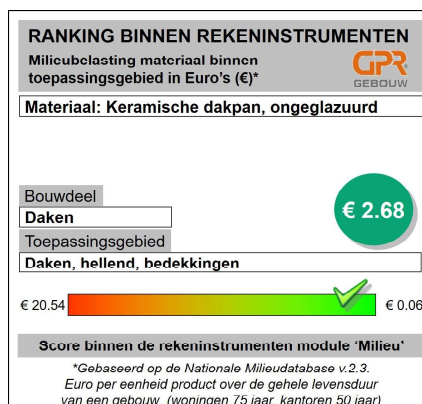 RANKING BINNEN REKENINSTRUMENTEN
Milieubelasting materiaal binnen
toepassingsgebied in Euro's (€)*
GPR
GEBOUW
Materiaal: Keramische dakpan, ongeglazuurd
Bouwdeel
€ 2.68
Daken
Toepassingsgebied
Daken, hellend, bedekkingen
€ 20.54
€ 0.06
Score binnen de rekeninstrumenten module 'Milieu'
*Gebaseerd op de Nationale Milieudatabase v.2.3.
Euro per eenheid product over de gehele levensduur
van een gebouw (woningen 75 jaar, kantoren 50 jaar)